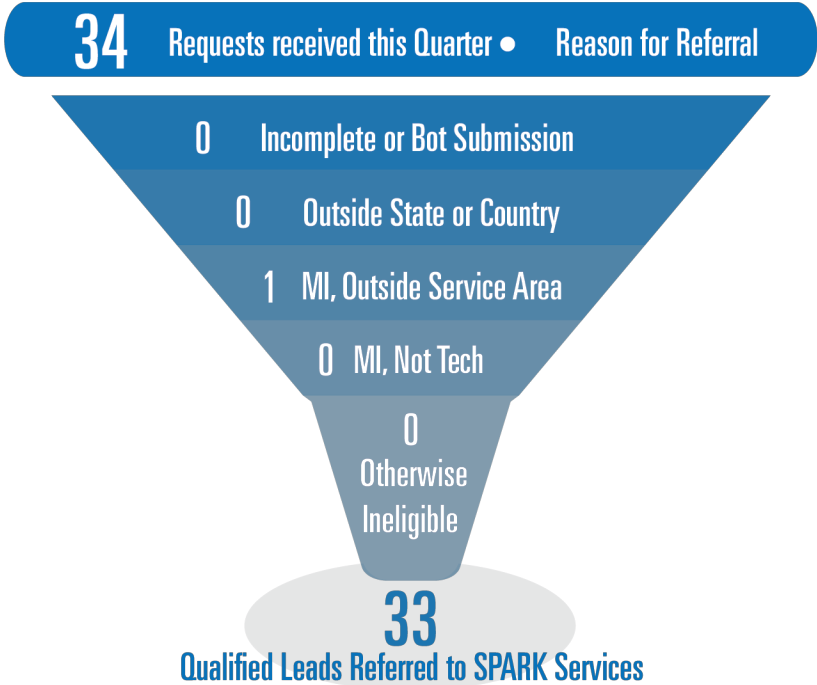 34 Requests received this Quarter • Reason for Referral
0 Incomplete or Bot Submission
0 Outside State or Country
1 MI, Outside Service Area
0 MI, Not Tech
0
Otherwise
Ineligible
33
Qualified Leads Referred to SPARK Services